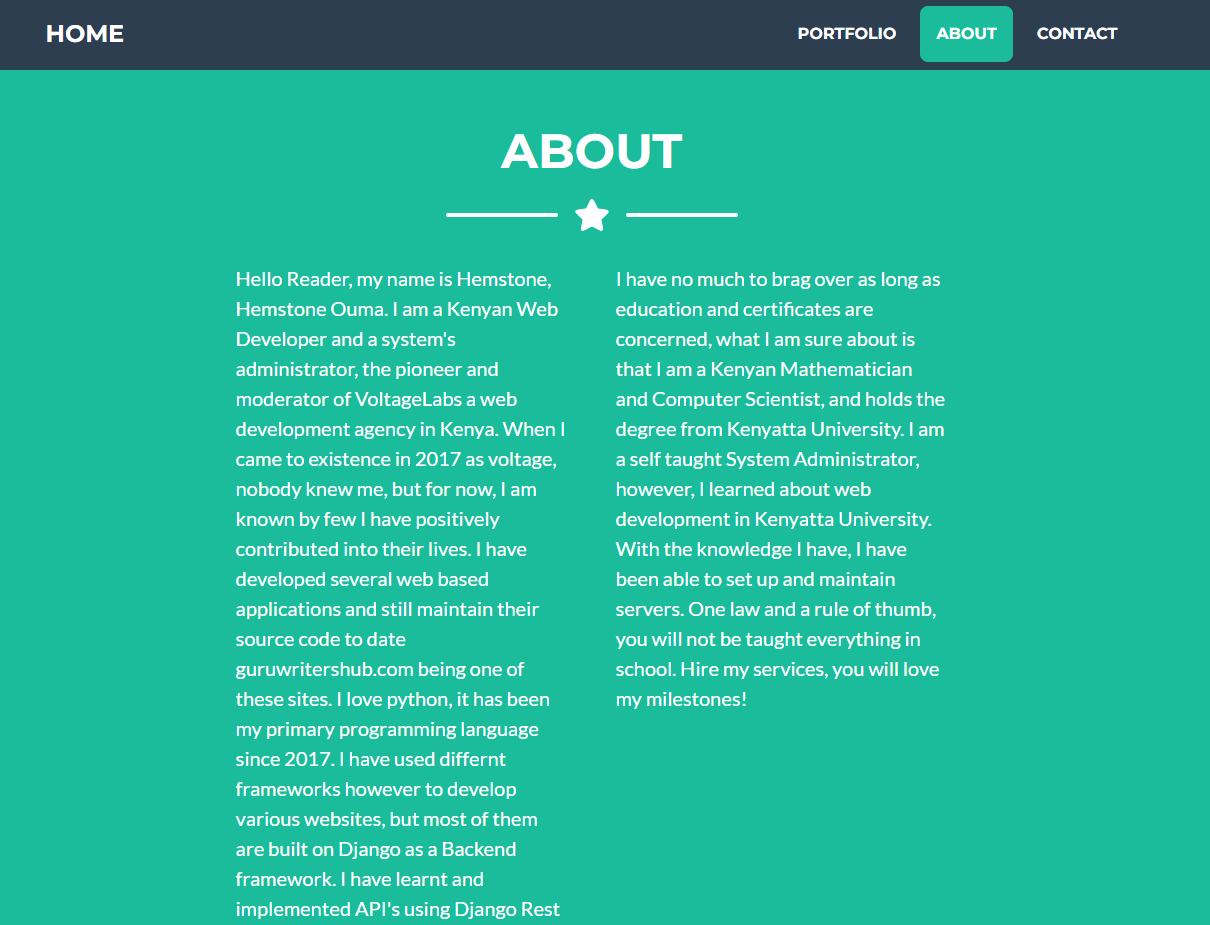 HOME
PORTFOLIO ABOUT CONTACT
ABOUT
Hello Reader, my name is Hemstone,
Hemstone Ouma. I am a Kenyan Web
Developer and a system's
administrator, the pioneer and
moderator of VoltageLabs a web
development agency in Kenya. When I
came to existence in 2017 as voltage,
nobody knew me, but for now, I am
known by few I have positively
contributed into their lives. I have
developed several web based
applications and still maintain their
source code to date
guruwritershub.com being one of
these sites. I love python, it has been
my primary programming language
since 2017. I have used differnt
frameworks however to develop
various websites, but most of them
are built on Django as a Backend
framework. I have learnt and
implemented API's using Django Rest
I have no much to brag over as long as
education and certificates are
concerned, what I am sure about is
that I am a Kenyan Mathematician
and Computer Scientist, and holds the
degree from Kenyatta University. I am
a self taught System Administrator,
however, I learned about web
development in Kenyatta University.
With the knowledge I have, I have
been able to set up and maintain
servers. One law and a rule of thumb,
you will not be taught everything in
school. Hire my services, you will love
my milestones!